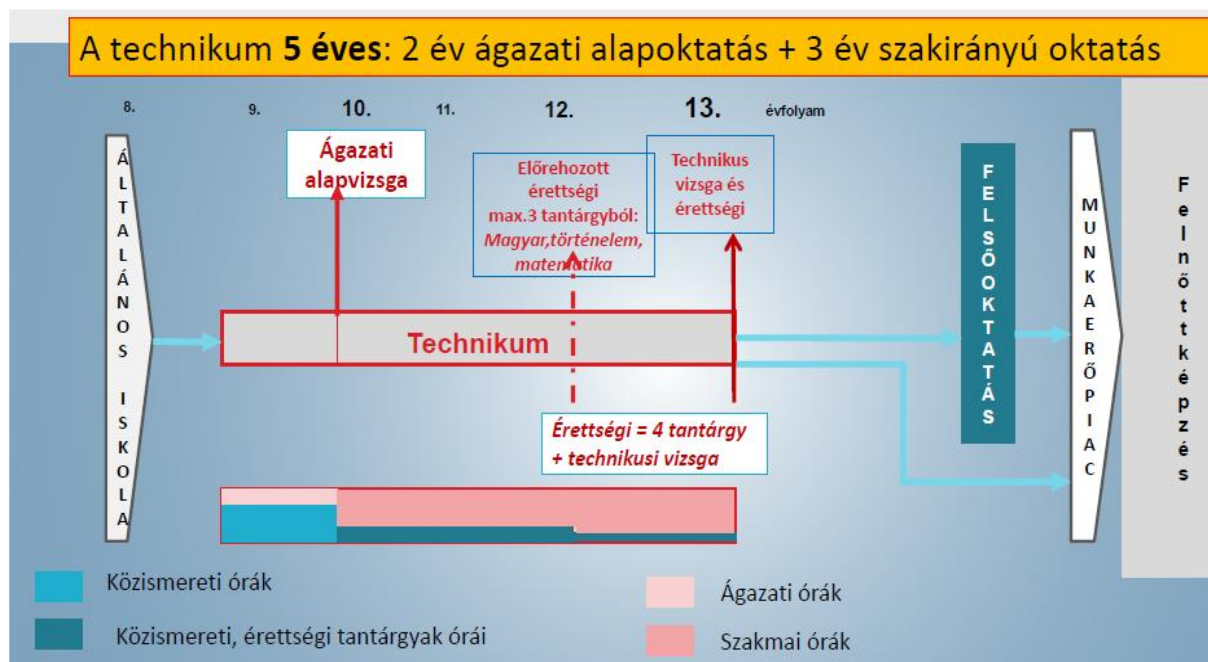 A technikum 5 éves: 2 év ágazati alapoktatás + 3 év szakirányú oktatás
8. 9. 10. 11. 12. 13. évfolyam
ÁLTALÁNOS ISKOLA
Ágazati
alapvizsga
Előrehozott
érettségi
max.3 tantárgyból:
Magyar,történelem,
matematika
Technikus
vizsga és
érettségi
Technikum
Érettségi = 4 tantárgy
+ technikusi vizsga
FELSŐOKTATÁS
MUNKAERŐPIAC
Felnőttképzés
Közismereti órák
Közismereti, érettségi tantárgyak órái
Ágazati órák
Szakmai órák